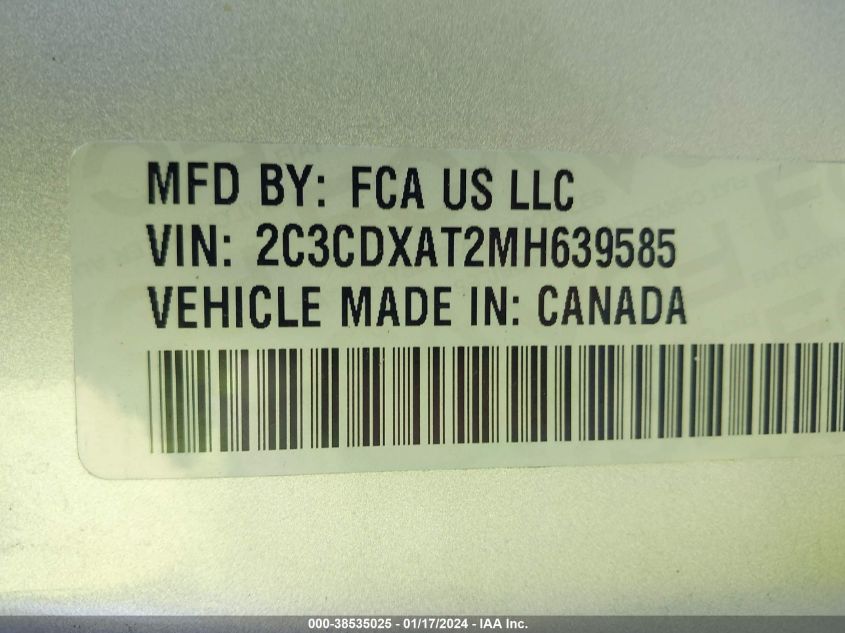 MFD BY: FCA US LLC
VIN: 2C3CDXAT2MH639585
VEHICLE MADE IN: CANADA
000-38535025 - 01/17/2024 - IAA Inc.